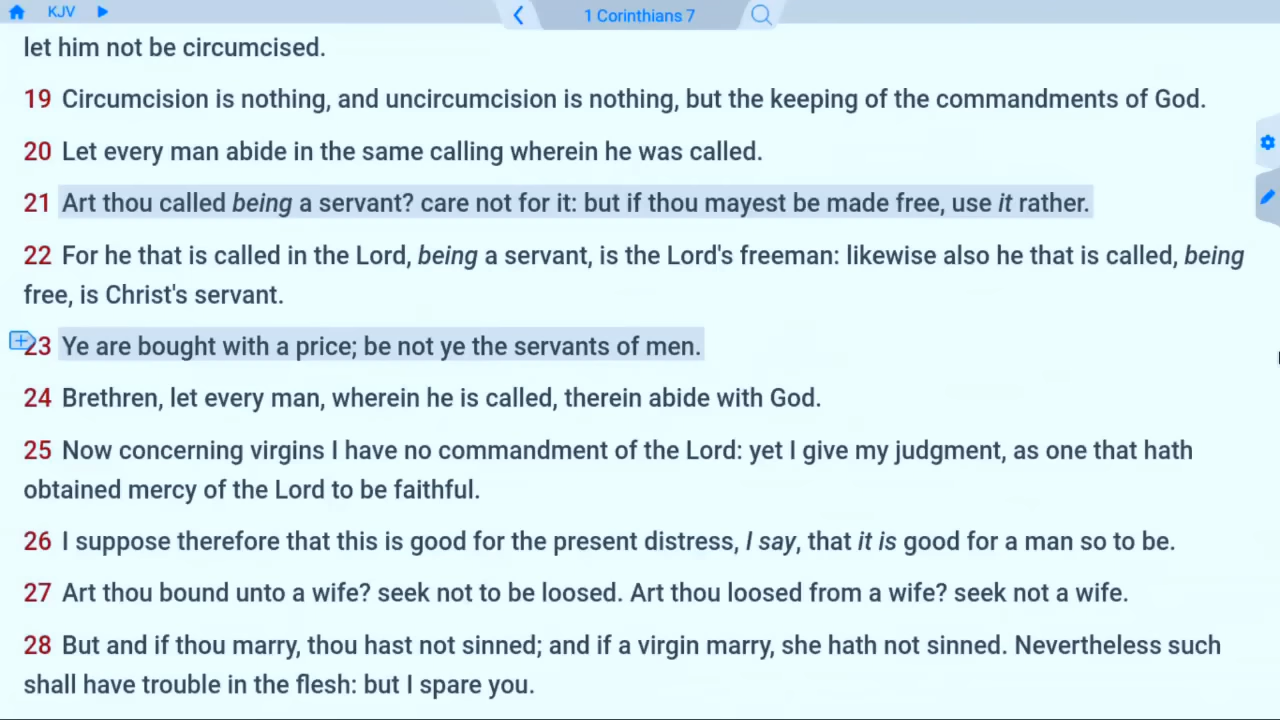 KJV
1 Corinthians 7
let him not be circumcised.
19 Circumcision is nothing, and uncircumcision is nothing, but the keeping of the commandments of God.
20 Let every man abide in the same calling wherein he was called.
21 Art thou called being a servant? care not for it: but if thou mayest be made free, use it rather.
22 For he that is called in the Lord, being a servant, is the Lord's freeman: likewise also he that is called, being
free, is Christ's servant.
23 Ye are bought with a price; be not ye the servants of men.
24 Brethren, let every man, wherein he is called, therein abide with God.
25 Now concerning virgins I have no commandment of the Lord: yet I give my judgment, as one that hath
obtained mercy of the Lord to be faithful.
26 I suppose therefore that this is good for the present distress, I say, that it is good for a man so to be.
27 Art thou bound unto a wife? seek not to be loosed. Art thou loosed from a wife? seek not a wife.
28 But and if thou marry, thou hast not sinned; and if a virgin marry, she hath not sinned. Nevertheless such
shall have trouble in the flesh: but I spare you.